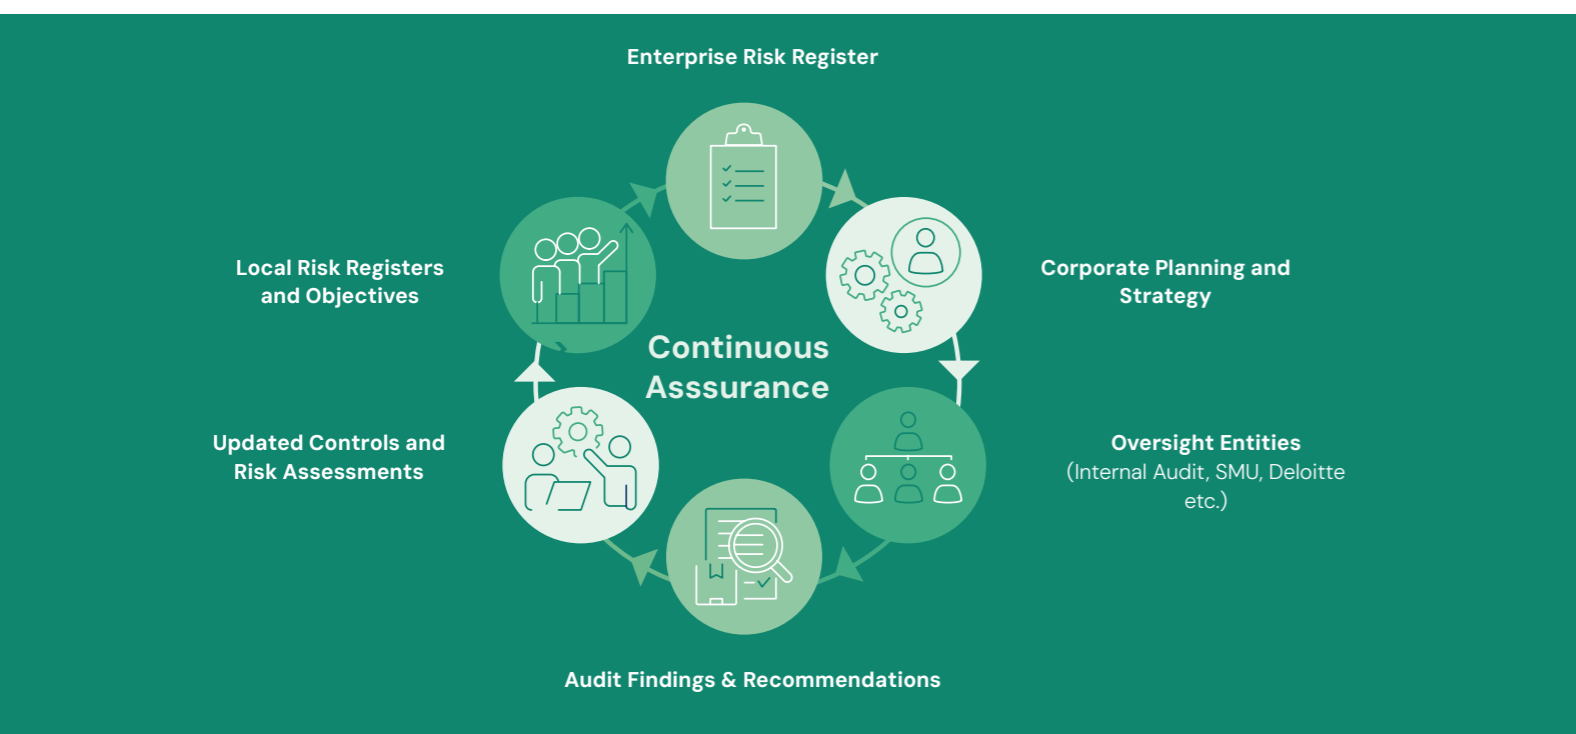 Enterprise Risk Register
Local Risk Registers
and Objectives
Corporate Planning and
Strategy
Continuous
Asssurance
Updated Controls and
Risk Assessments
Oversight Entities
(Internal Audit, SMU, Deloitte
etc.)
Audit Findings & Recommendations